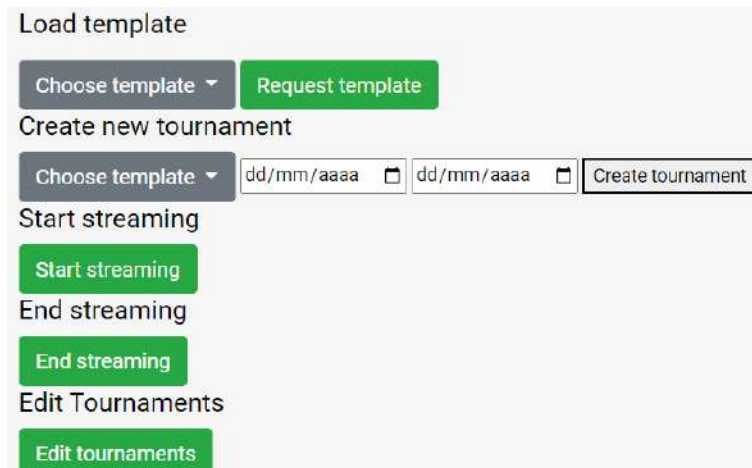 Load template
Choose template Request template
Create new tournament
Choose template dd/mm/aaaa dd/mm/aaaa Create tournament
Start streaming
Start streaming
End streaming
End streaming
Edit Tournaments
Edit tournaments